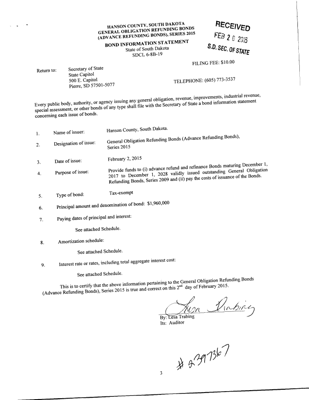 HANSON COUNTY, SOUTH DAKOTA
GENERAL OBLIGATION REFUNDING BONDS
(ADVANCE REFUNDING BONDS), SERIES 2015
RECEIVED
FEB 2 2015
S.D. SEC. OF STATE
BOND INFORMATION STATEMENT
State of South Dakota
SDCL 6-8B-19
FILING FEE: $10.00
Return to: Secretary of State
State Capitol
500 E. Capitol
Pierre, SD 57501-5077
TELEPHONE: (605) 773-3537
Every public body, authority, or agency issuing any general obligation, revenue, improvements, industrial revenue,
special assessment, or other bonds of any type shall file with the Secretary of State a bond information statement
concerning each issue of bonds.
1. Name of issuer: Hanson County, South Dakota.
2. Designation of issue: General Obligation Refunding Bonds (Advance Refunding Bonds),
Series 2015
3. Date of issue: February 2, 2015
4. Purpose of issue: Provide funds to (i) advance refund and refinance Bonds maturing December 1,
2017 to December 1, 2028 validly issued outstanding General Obligation
Refunding Bonds, Series 2009 and (ii) pay the costs of issuance of the Bonds.
5. Type of bond: Tax-exempt
6. Principal amount and denomination of bond: $1,960,000
7. Paying dates of principal and interest:
See attached Schedule.
8. Amortization schedule:
See attached Schedule.
9. Interest rate or rates, including total aggregate interest cost:
See attached Schedule.
This is to certify that the above information pertaining to the General Obligation Refunding Bonds
(Advance Refunding Bonds), Series 2015 is true and correct on this 2nd day of February 2015.
By: Lesa Trabing
Its: Auditor
# 2397367
3